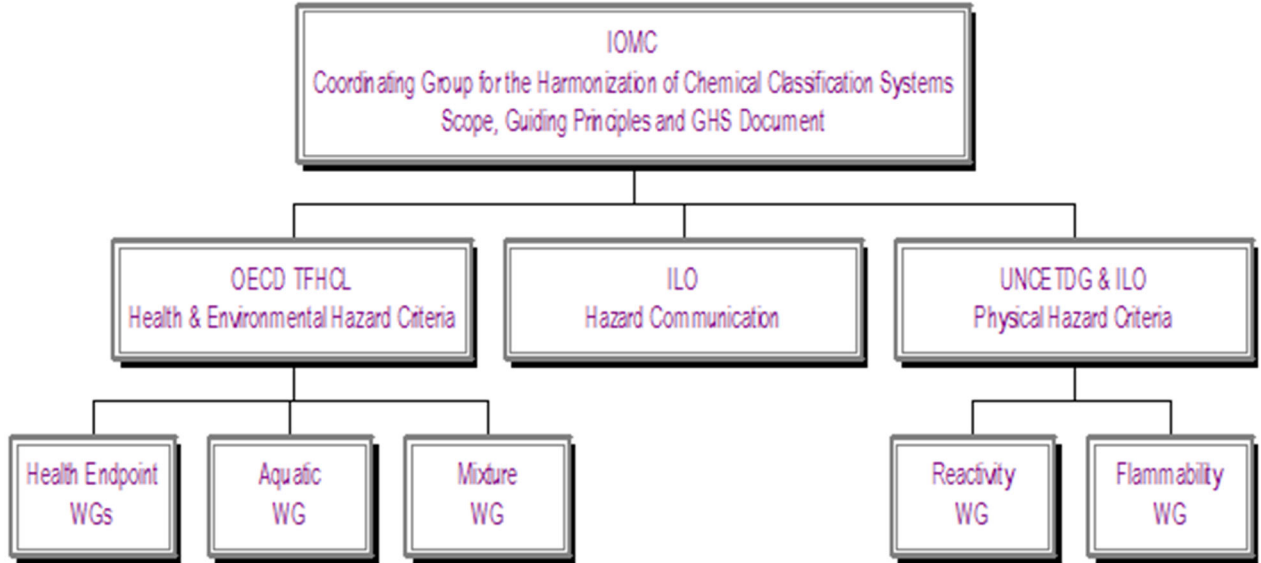 IOMC
Coordinating Group for the Harmonization of Chemical Classification Systems
Scope, Guiding Principles and GHS Document
OECD TFHCL
Health & Environmental Hazard Criteria
ILO
Hazard Communication
UNCETDG & ILO
Physical Hazard Criteria
Health Endpoint
WGs
Aquatic
WG
Mixture
WG
Reactivity
WG
Flammability
WG